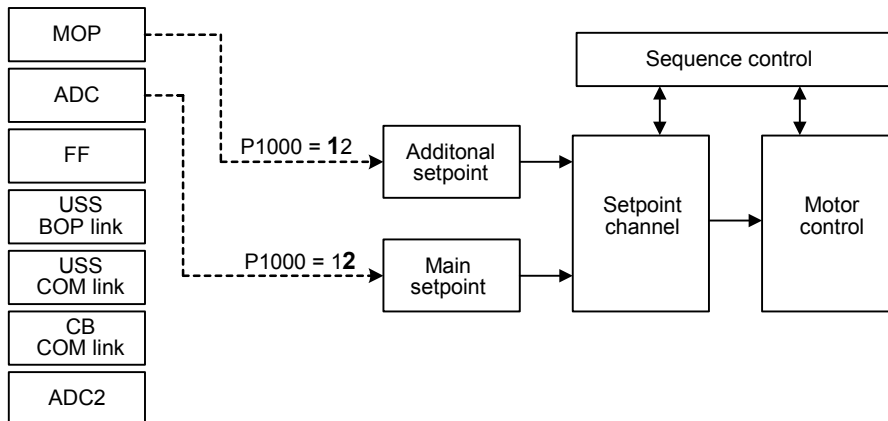 MOP
ADC
FF
USS
BOP link
USS
COM link
CB
COM link
ADC2
P1000 = 12
P1000 = 12
Additonal
setpoint
Main
setpoint
Sequence control
Setpoint
channel
Motor
control